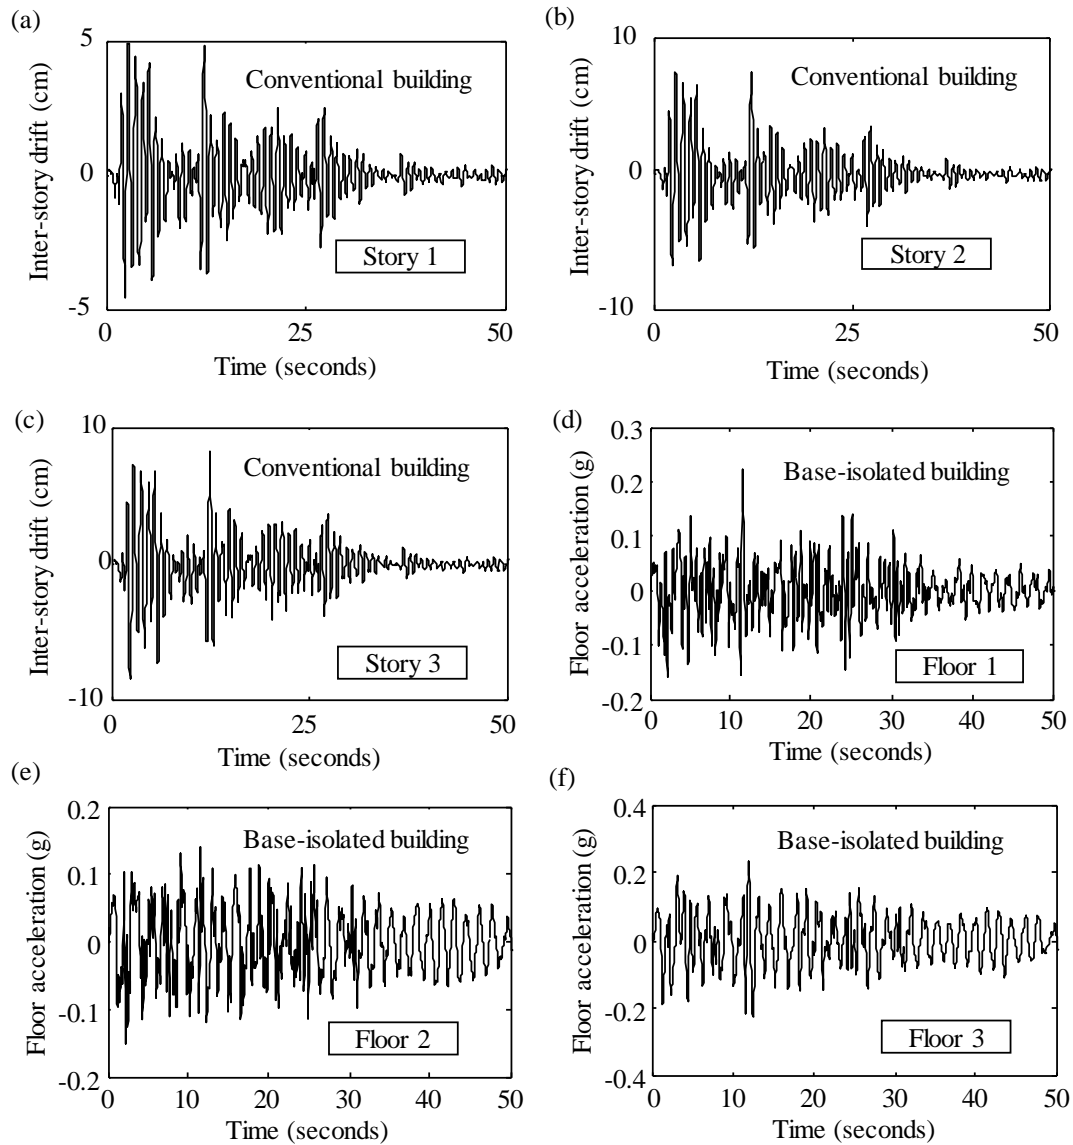 (a)
5
Conventional building
Inter-story drift (cm)
0
Story 1
-5
0 25 50
Time (seconds)
(b)
10
Conventional building
Inter-story drift (cm)
0
Story 2
-10
0 25 50
Time (seconds)
(c)
10
Conventional building
Inter-story drift (cm)
0
Story 3
-10
0 25 50
Time (seconds)
(d)
0.3
Base-isolated building
0.2
Floor acceleration (g)
0.1
0
-0.1
Floor 1
-0.2
0 10 20 30 40 50
Time (seconds)
(e)
0.2
Base-isolated building
Floor acceleration (g)
0.1
0
-0.1
Floor 2
-0.2
0 10 20 30 40 50
Time (seconds)
(f)
0.4
Base-isolated building
Floor acceleration (g)
0.2
0
-0.2
Floor 3
-0.4
0 10 20 30 40 50
Time (seconds)